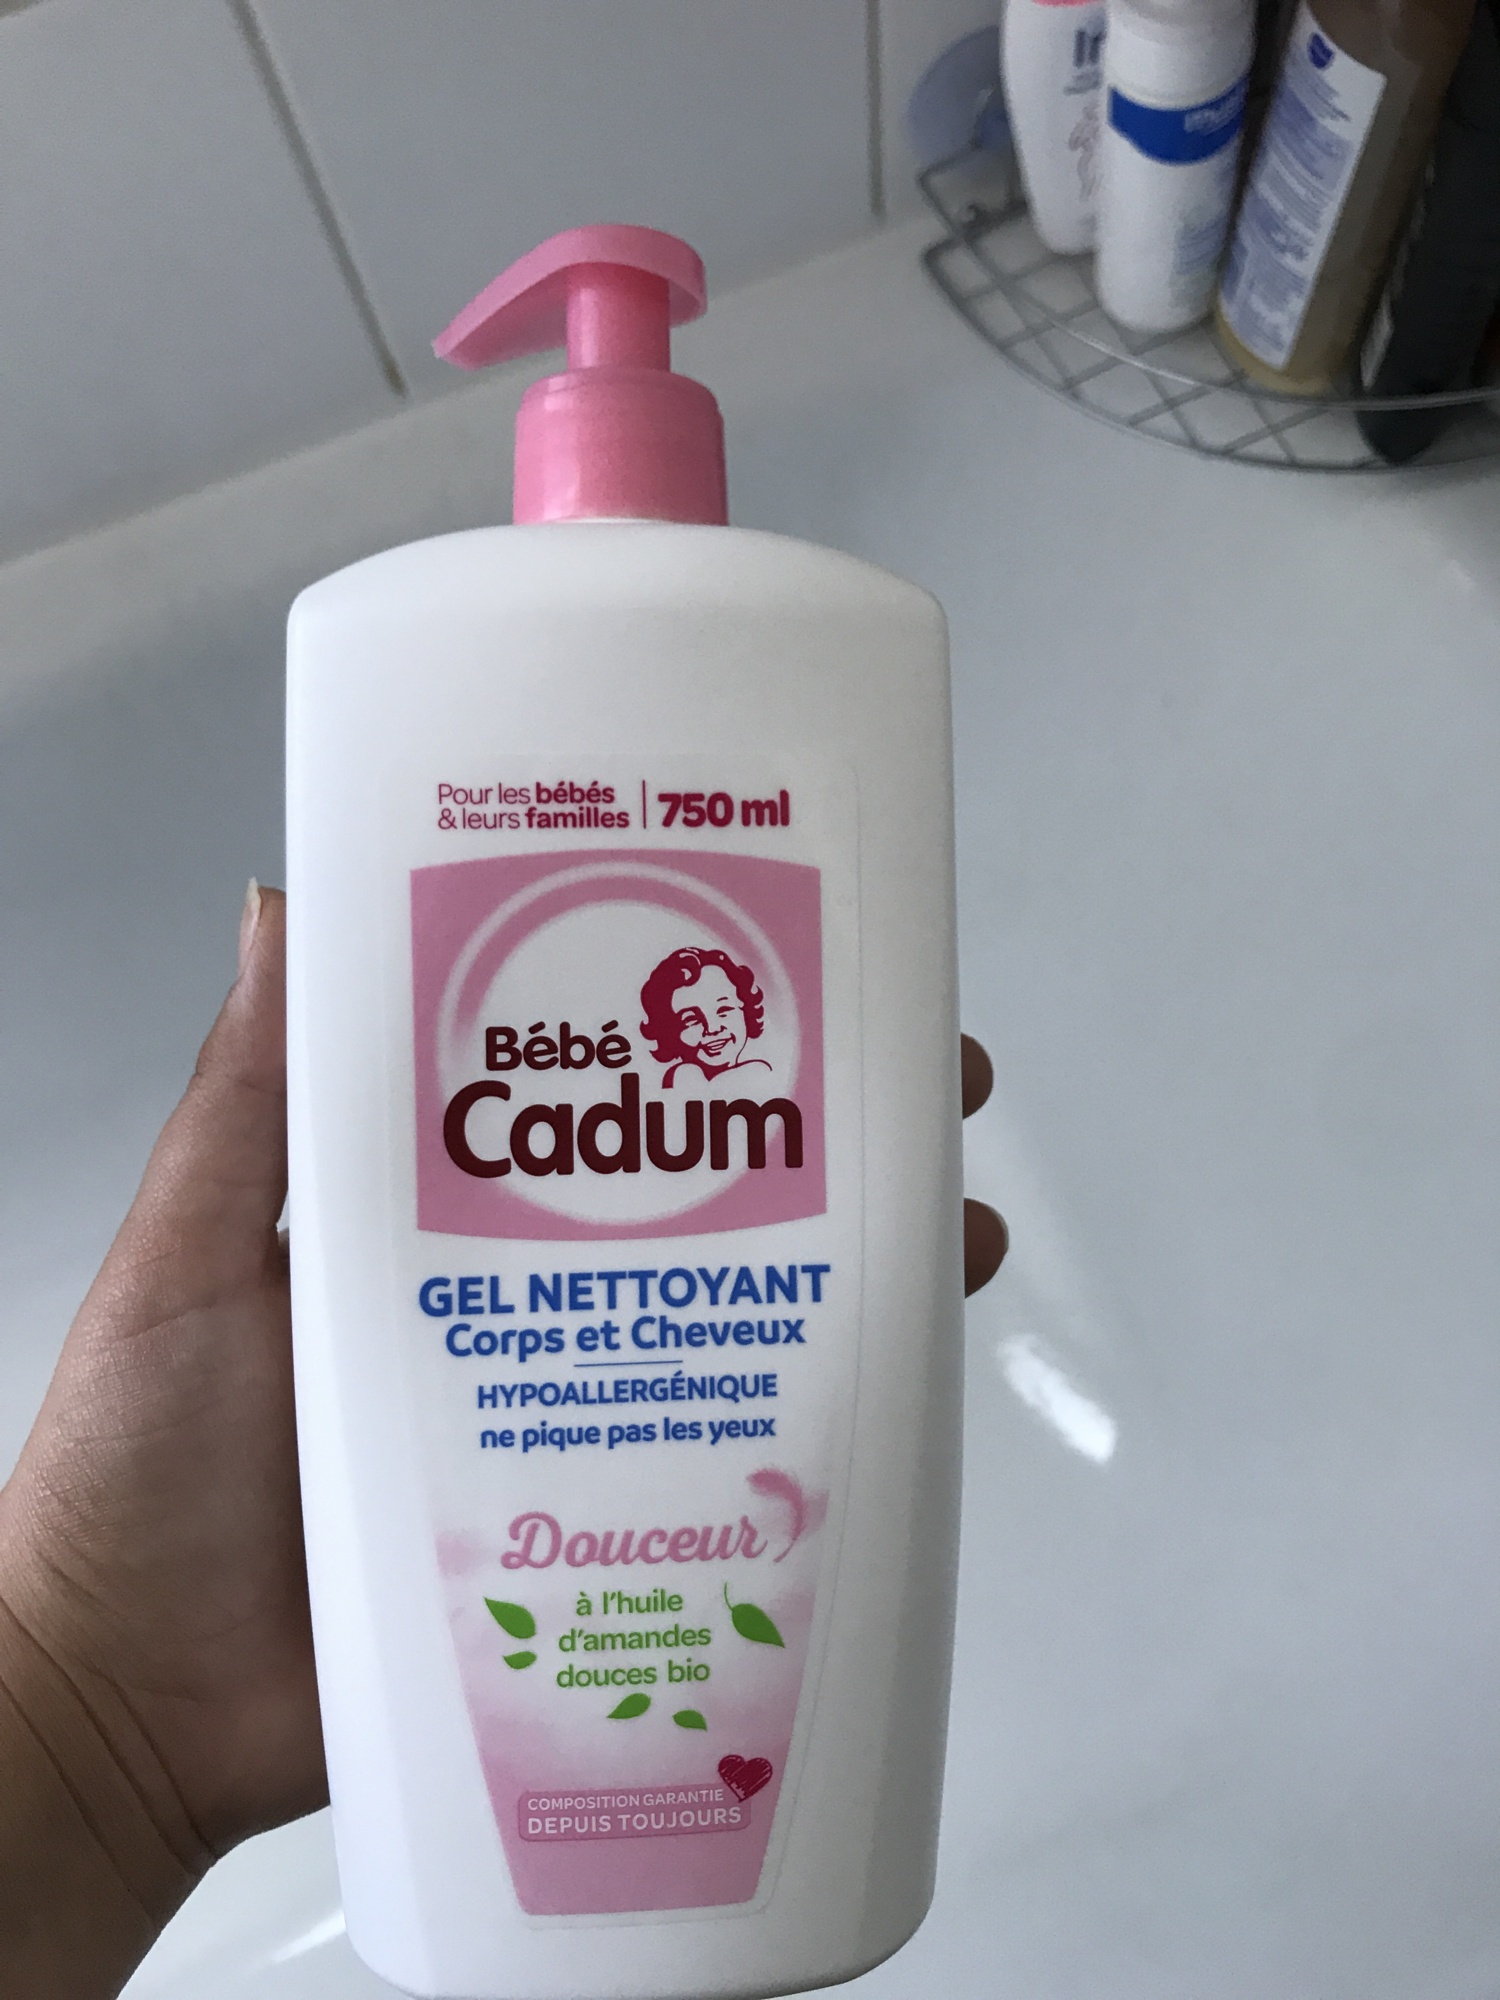 Pour les bébés
& leurs familles
750 ml
Bébé
Cadum
GEL NETTOYANT
Corps et Cheveux
HYPOALLERGÉNIQUE
ne pique pas les yeux
Douceur
à l'huile
d'amandes
douces bio
COMPOSITION GARANTIE
DEPUIS TOUJOURS